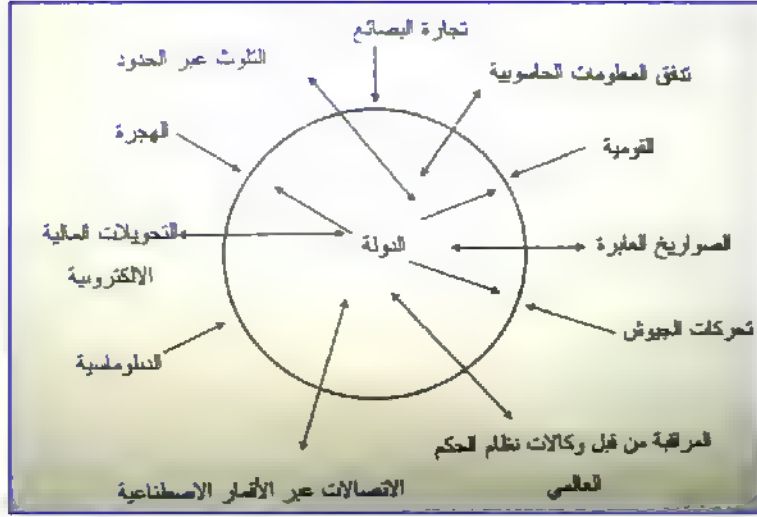 تجارة البضائع
التلوث عبر الحدود
تدفق المعلومات الحاسوبية
الهجرة
القومية
التحويلات المالية
الالكترونية
الدولة
الصواريخ العابرة
تحركات الجيوش
الدبلوماسية
المراقبة من قبل وكالات نظام الحكم
العالمي
الاتصالات عبر الأقمار الاصطناعية